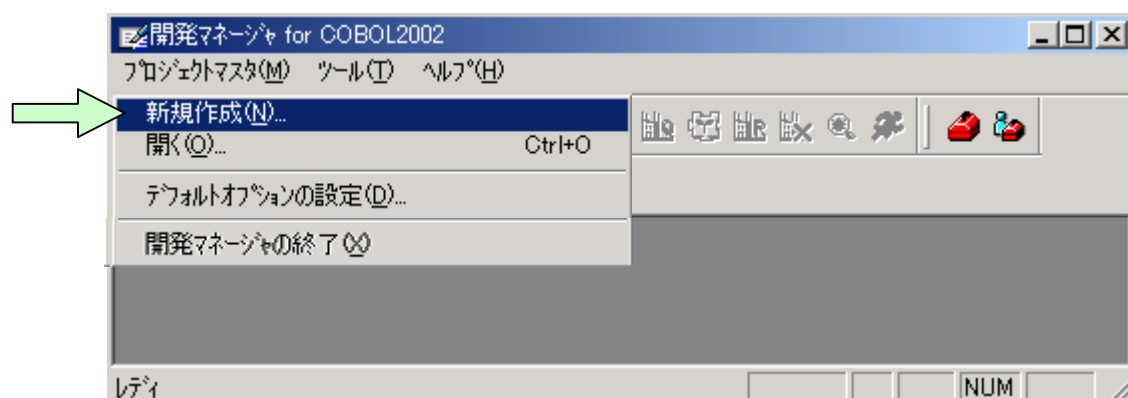 開発ﾏﾈｰｼﾞｬ for COBOL2002
ﾌﾟﾛｼﾞｪｸﾄﾏｽﾀ(M) ﾂｰﾙ(T) ﾍﾙﾌﾟ(H)
新規作成(N)...
開く(O)... Ctrl+O
ﾃﾞﾌｫﾙﾄｵﾌﾟｼｮﾝの設定(D)...
開発ﾏﾈｰｼﾞｬの終了(X)
ﾚﾃﾞｨ NUM